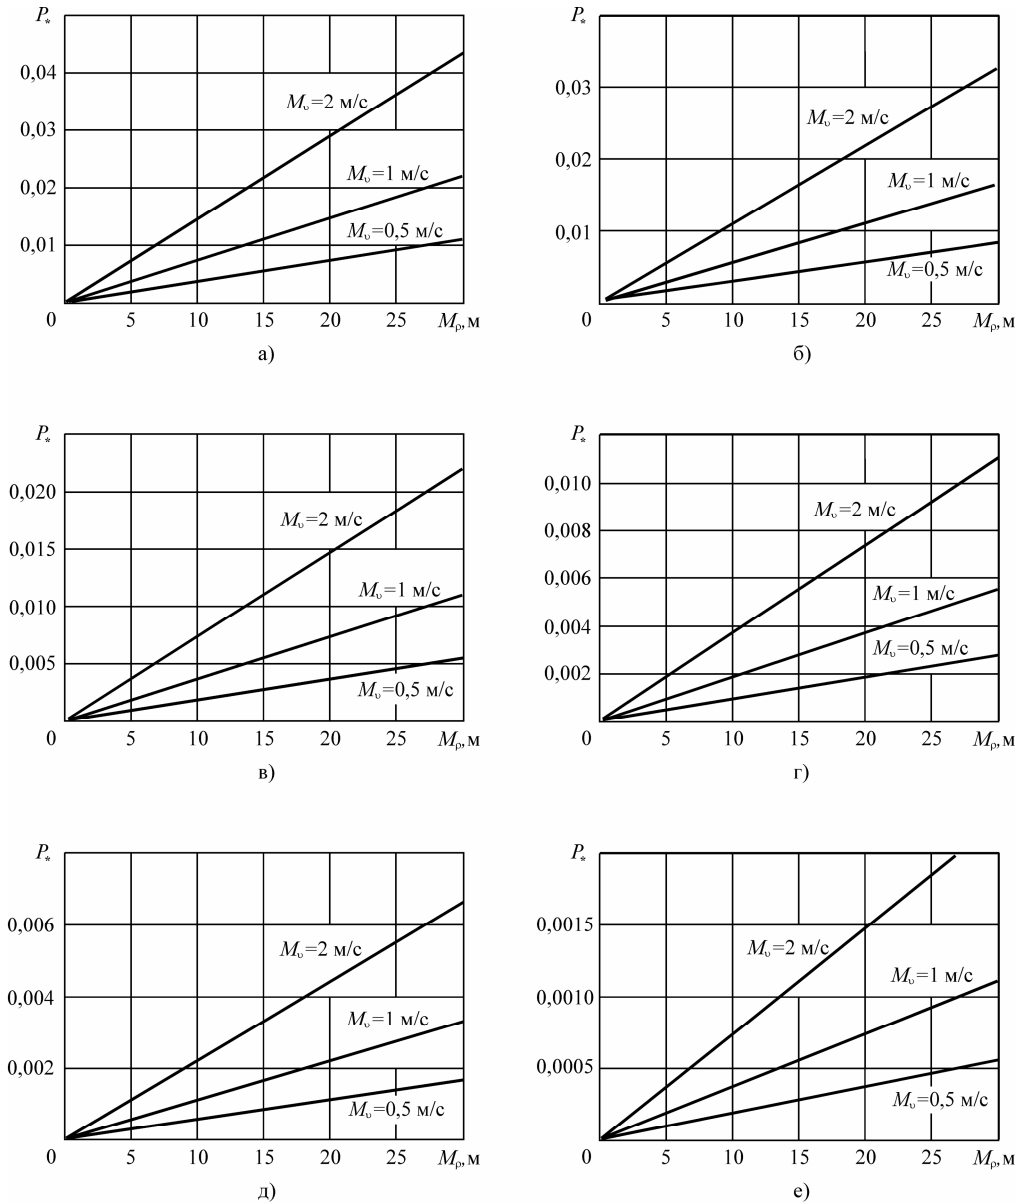 P*
0,04
0,03
0,02
0,01
0
5
10
15
20
25
Mρ, м
Mυ=2 м/с
Mυ=1 м/с
Mυ=0,5 м/с
а)
P*
0,03
0,02
0,01
0
5
10
15
20
25
Mρ, м
Mυ=2 м/с
Mυ=1 м/с
Mυ=0,5 м/с
б)
P*
0,020
0,015
0,010
0,005
0
5
10
15
20
25
Mρ, м
Mυ=2 м/с
Mυ=1 м/с
Mυ=0,5 м/с
в)
P*
0,010
0,008
0,006
0,004
0,002
0
5
10
15
20
25
Mρ, м
Mυ=2 м/с
Mυ=1 м/с
Mυ=0,5 м/с
г)
P*
0,006
0,004
0,002
0
5
10
15
20
25
Mρ, м
Mυ=2 м/с
Mυ=1 м/с
Mυ=0,5 м/с
д)
P*
0,0015
0,0010
0,0005
0
5
10
15
20
25
Mρ, м
Mυ=2 м/с
Mυ=1 м/с
Mυ=0,5 м/с
е)